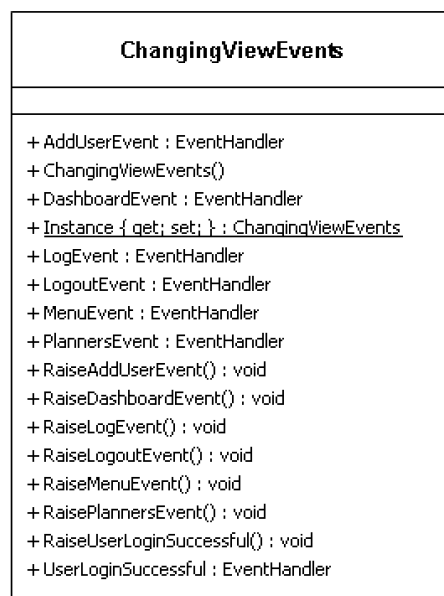 ChangingViewEvents
+ AddUserEvent : EventHandler
+ ChangingViewEvents()
+ DashboardEvent : EventHandler
+ Instance { get; set; } : ChangingViewEvents
+ LogEvent : EventHandler
+ LogoutEvent : EventHandler
+ MenuEvent : EventHandler
+ PlannersEvent : EventHandler
+ RaiseAddUserEvent() : void
+ RaiseDashboardEvent() : void
+ RaiseLogEvent() : void
+ RaiseLogoutEvent() : void
+ RaiseMenuEvent() : void
+ RaisePlannersEvent() : void
+ RaiseUserLoginSuccessful() : void
+ UserLoginSuccessful : EventHandler